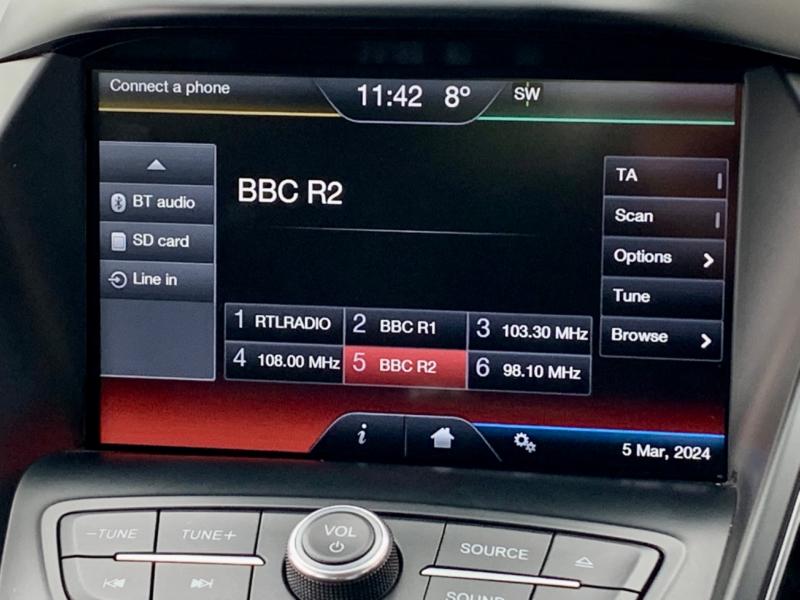 Connect a phone
11:42 8° SW
BT audio
SD card
Line in
BBC R2
TA
Scan
Options
Tune
Browse
1 RTLRADIO 2 BBC R1 3 103.30 MHz
4 108.00 MHz 5 BBC R2 6 98.10 MHz
i
5 Mar, 2024
−TUNE TUNE+ VOL SOURCE
SOUND